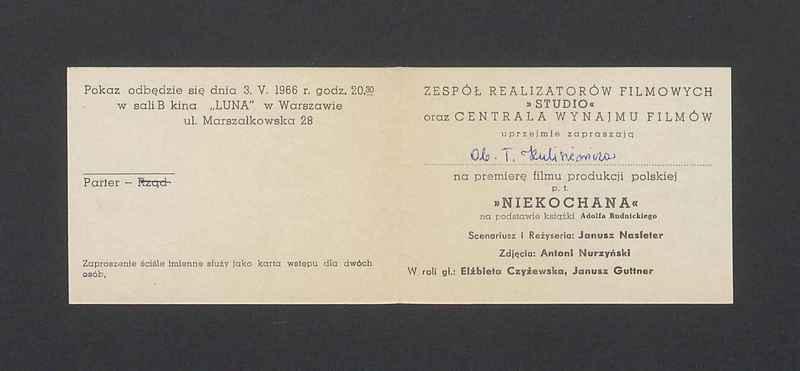 Pokaz odbędzie się dnia 3. V. 1966 r. godz. 20.30
w sali B kina „LUNA" w Warszawie
ul. Marszałkowska 28
Parter – Rząd
Zaproszenie ściśle imienne służy jako karta wstępu dla dwóch
osób.
ZESPÓŁ REALIZATORÓW FILMOWYCH
»STUDIO«
oraz CENTRALA WYNAJMU FILMÓW
uprzejmie zapraszają
Ob. T. Kulisiewicza
na premierę filmu produkcji polskiej
p. t.
»NIEKOCHANA«
na podstawie książki Adolfa Rudnickiego
Scenariusz i Reżyseria: Janusz Nasfeter
Zdjęcia: Antoni Nurzyński
W roli gł.: Elżbieta Czyżewska, Janusz Guttner